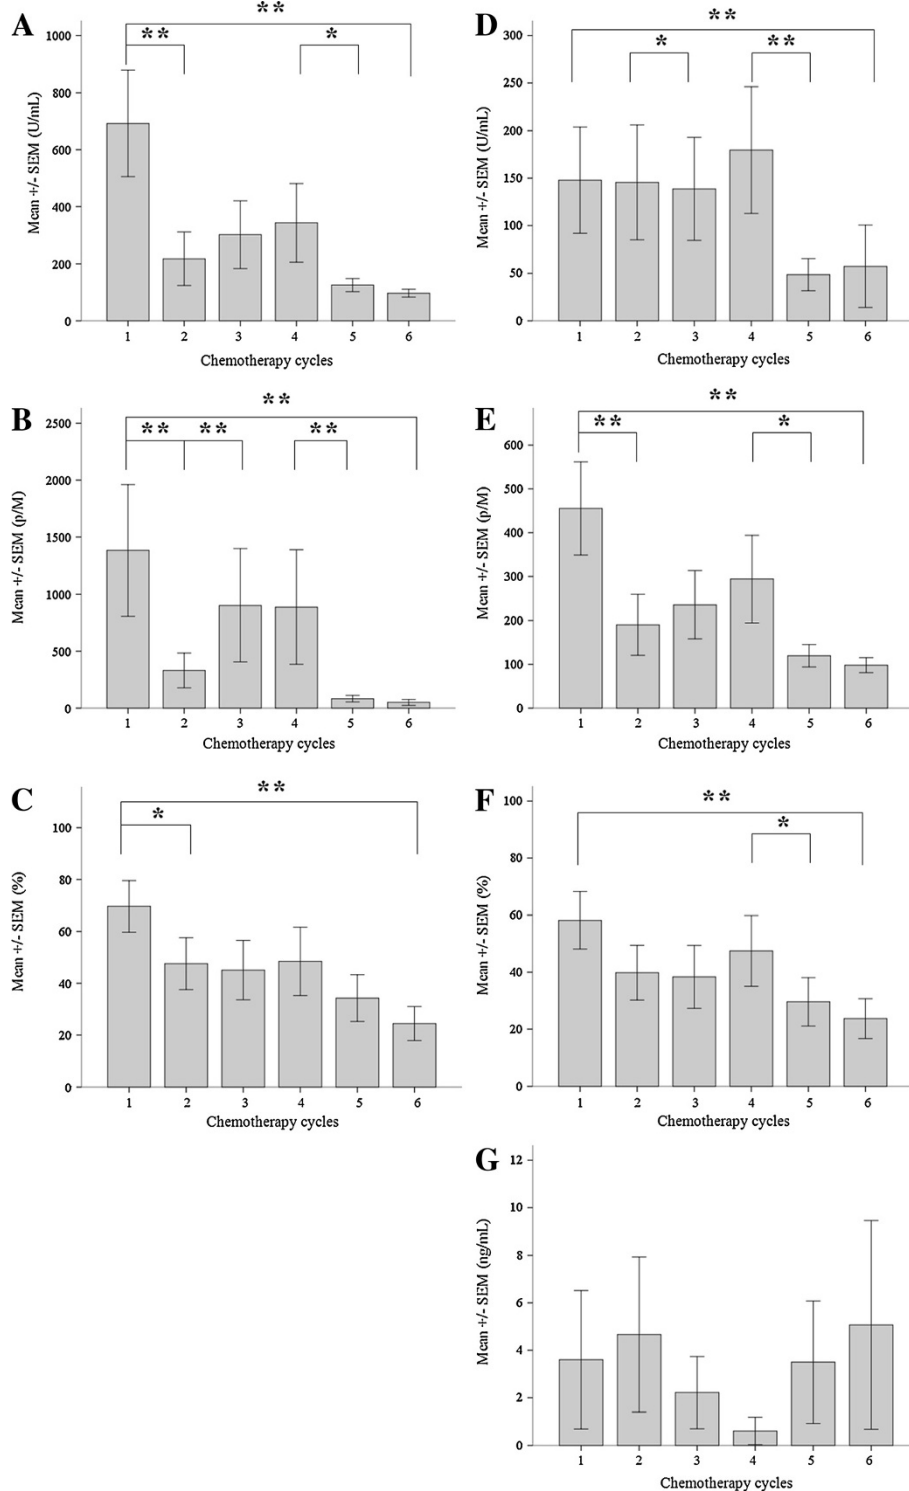 A
**
**
*
1000
800
600
400
200
0
Mean +/- SEM (U/mL)
1 2 3 4 5 6
Chemotherapy cycles
D
**
*
**
300
250
200
150
100
50
0
Mean +/- SEM (U/mL)
1 2 3 4 5 6
Chemotherapy cycles
B
**
** ** **
2500
2000
1500
1000
500
0
Mean +/- SEM (p/M)
1 2 3 4 5 6
Chemotherapy cycles
E
**
**
*
600
500
400
300
200
100
0
Mean +/- SEM (p/M)
1 2 3 4 5 6
Chemotherapy cycles
C
**
*
100
80
60
40
20
0
Mean +/- SEM (%)
1 2 3 4 5 6
Chemotherapy cycles
F
**
*
100
80
60
40
20
0
Mean +/- SEM (%)
1 2 3 4 5 6
Chemotherapy cycles
G
12
10
8
6
4
2
0
Mean +/- SEM (ng/mL)
1 2 3 4 5 6
Chemotherapy cycles